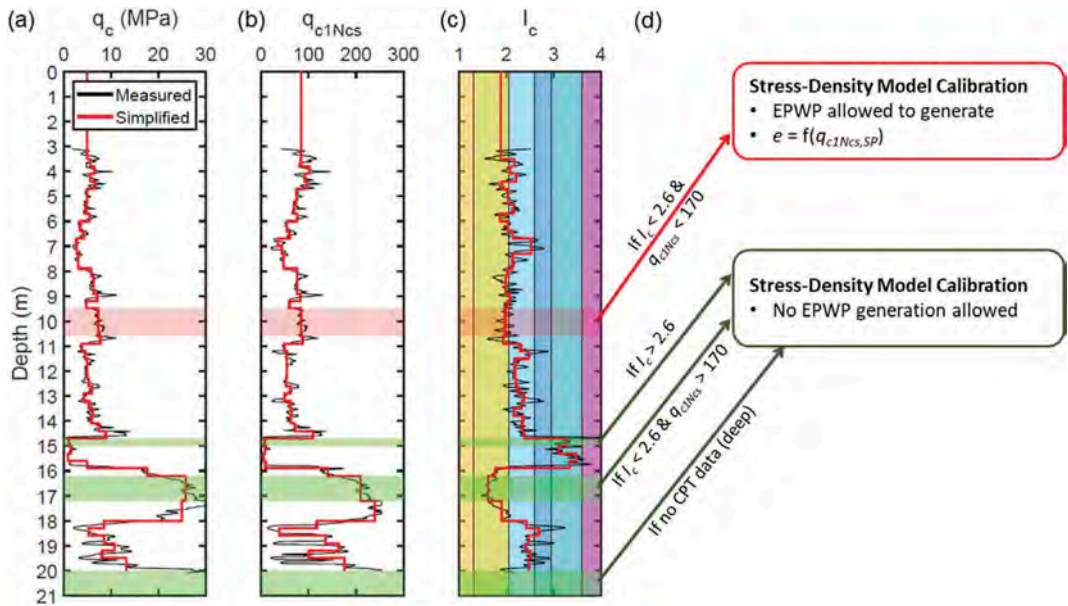 (a)
q_c (MPa)
0 10 20 30
(b)
q_c1Ncs
0 100 200 300
(c)
I_c
1 2 3 4
(d)
Depth (m)
0
1
2
3
4
5
6
7
8
9
10
11
12
13
14
15
16
17
18
19
20
21
Measured
Simplified
If I_c < 2.6 &
q_c1Ncs < 170
If I_c > 2.6
If I_c < 2.6 & q_c1Ncs > 170
If no CPT data (deep)
Stress-Density Model Calibration
• EPWP allowed to generate
• e = f(q_c1Ncs,SP)
Stress-Density Model Calibration
• No EPWP generation allowed